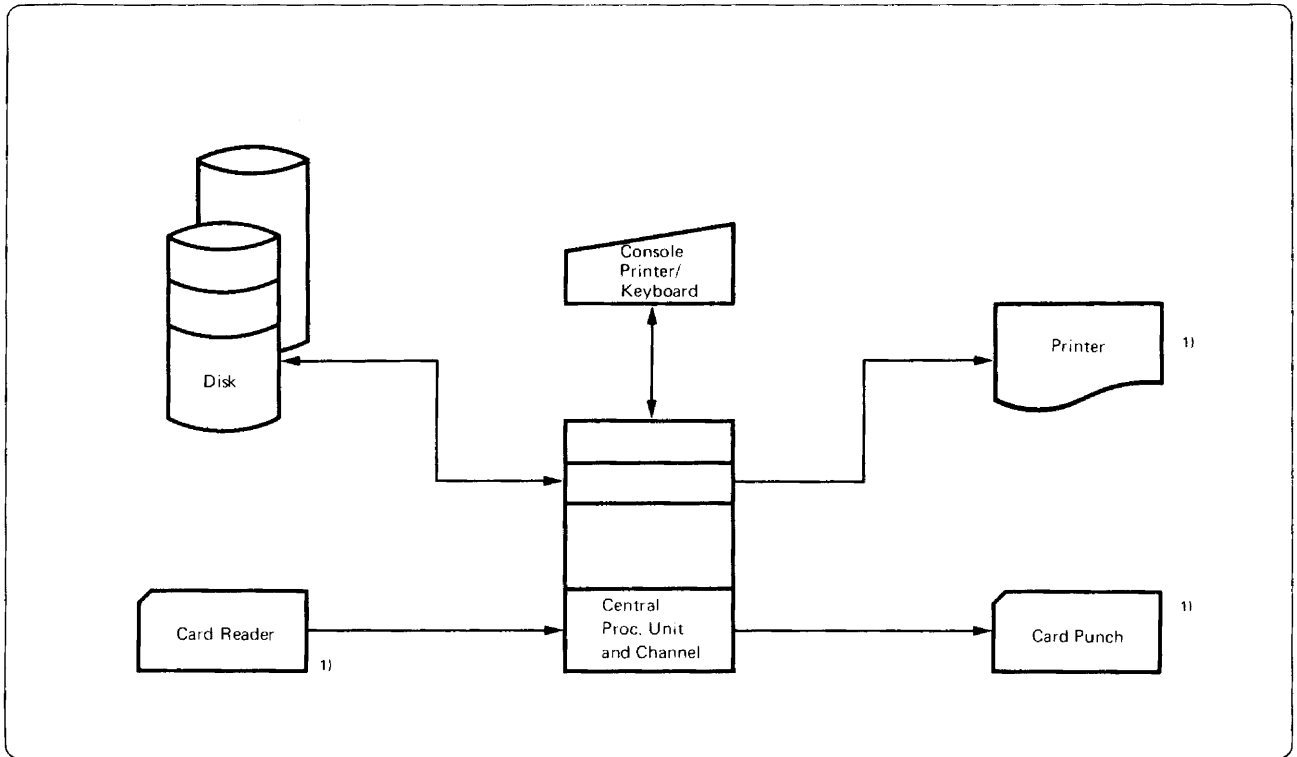 Console
Printer/
Keyboard
Printer
1)
Disk
Card Reader
1)
Central
Proc. Unit
and Channel
Card Punch
1)